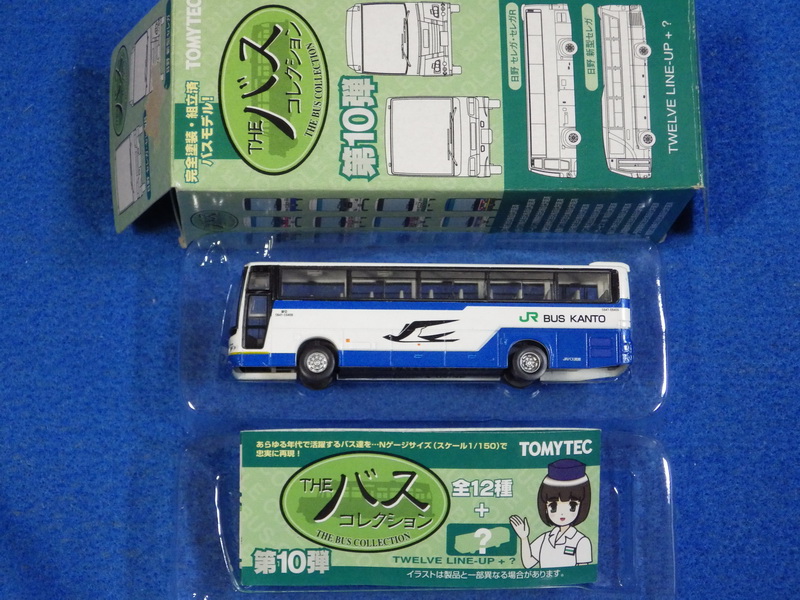 TOMYTEC
完全塗装・組立済
バスモデル!
THE バス
コレクション
THE BUS COLLECTION
第10弾
日野 セレガ・セレガR
日野 新型セレガ
TWELVE LINE-UP + ?
JR BUS KANTO
あらゆる年代で活躍するバス達を…Nゲージサイズ(スケール1/150)で
忠実に再現!
TOMYTEC
THE バス
コレクション
THE BUS COLLECTION
第10弾
全12種
+
?
TWELVE LINE-UP + ?
イラストは製品と一部異なる場合があります。